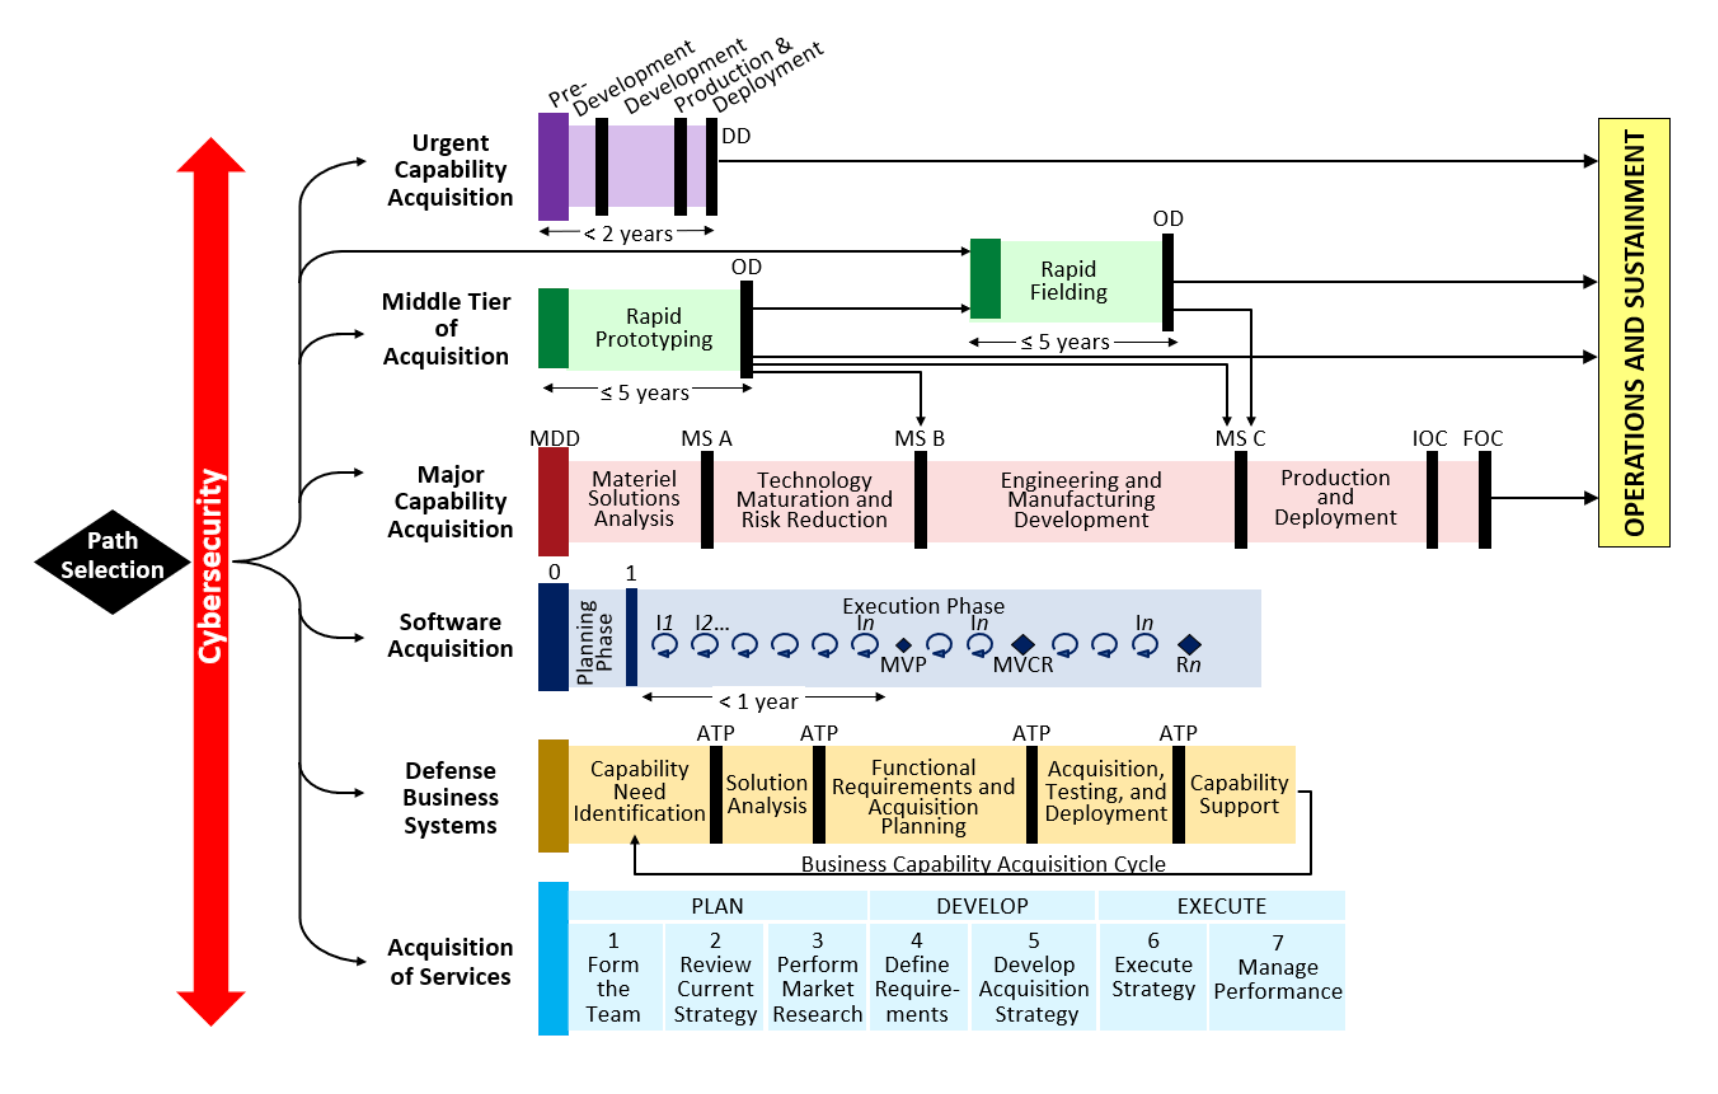 Pre-
Development
Development
Production &
Deployment
DD
Urgent
Capability
Acquisition
< 2 years
OD
Rapid
Fielding
≤ 5 years
OD
Middle Tier
of
Acquisition
Rapid
Prototyping
≤ 5 years
MDD
MS A
MS B
MS C
IOC
FOC
Major
Capability
Acquisition
Materiel
Solutions
Analysis
Technology
Maturation and
Risk Reduction
Engineering and
Manufacturing
Development
Production
and
Deployment
OPERATIONS AND SUSTAINMENT
Path
Selection
Cybersecurity
0
1
Software
Acquisition
Planning
Phase
Execution Phase
I1
I2...
In
In
In
MVP
MVCR
Rn
< 1 year
ATP
ATP
ATP
ATP
Defense
Business
Systems
Capability
Need
Identification
Solution
Analysis
Functional
Requirements and
Acquisition
Planning
Acquisition,
Testing, and
Deployment
Capability
Support
Business Capability Acquisition Cycle
Acquisition
of Services
PLAN
DEVELOP
EXECUTE
1
Form
the
Team
2
Review
Current
Strategy
3
Perform
Market
Research
4
Define
Require-
ments
5
Develop
Acquisition
Strategy
6
Execute
Strategy
7
Manage
Performance